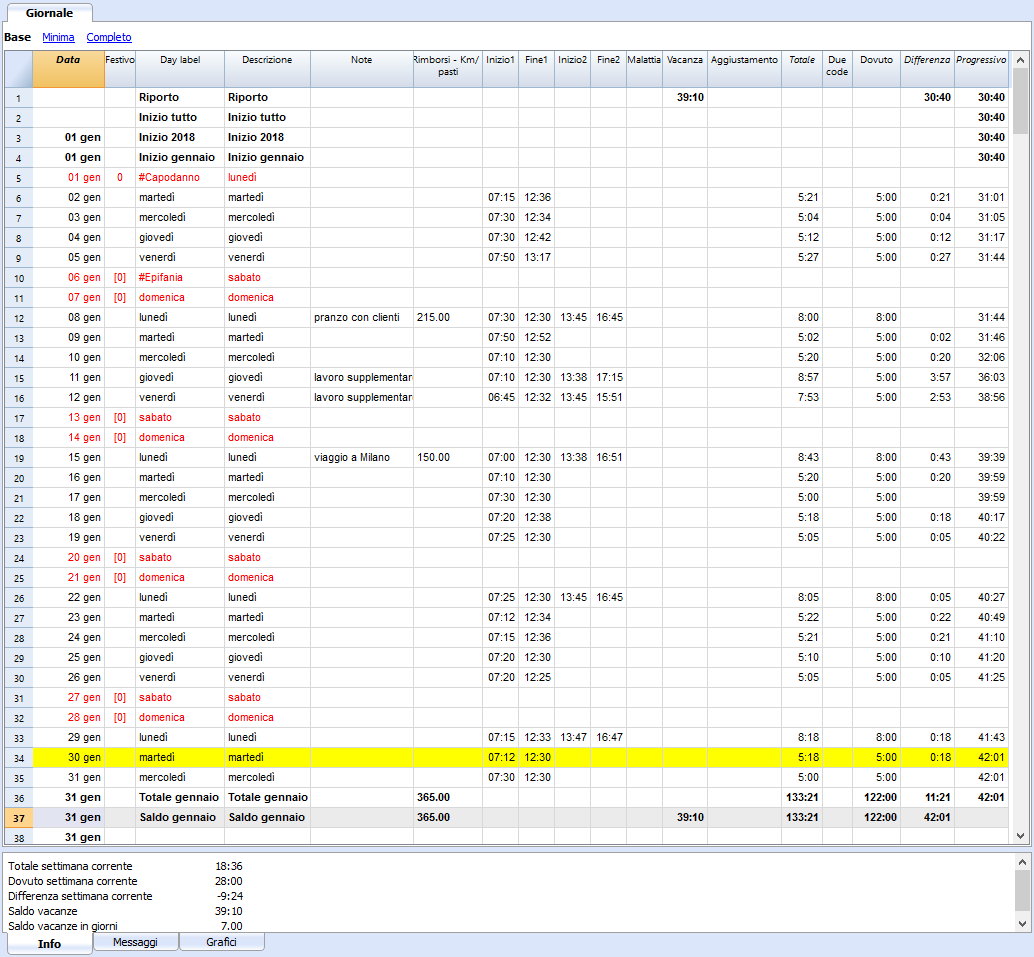 Giornale
Base Minima Completo
Data Festivo Day label Descrizione Note Rimborsi - Km/ pasti Inizio1 Fine1 Inizio2 Fine2 Malattia Vacanza Aggiustamento Totale Due code Dovuto Differenza Progressivo
1 Riporto Riporto 39:10 30:40 30:40
2 Inizio tutto Inizio tutto 30:40
3 01 gen Inizio 2018 Inizio 2018 30:40
4 01 gen Inizio gennaio Inizio gennaio 30:40
5 01 gen 0 #Capodanno lunedì
6 02 gen martedì martedì 07:15 12:36 5:21 5:00 0:21 31:01
7 03 gen mercoledì mercoledì 07:30 12:34 5:04 5:00 0:04 31:05
8 04 gen giovedì giovedì 07:30 12:42 5:12 5:00 0:12 31:17
9 05 gen venerdì venerdì 07:50 13:17 5:27 5:00 0:27 31:44
10 06 gen [0] #Epifania sabato
11 07 gen [0] domenica domenica
12 08 gen lunedì lunedì pranzo con clienti 215.00 07:30 12:30 13:45 16:45 8:00 8:00 31:44
13 09 gen martedì martedì 07:50 12:52 5:02 5:00 0:02 31:46
14 10 gen mercoledì mercoledì 07:10 12:30 5:20 5:00 0:20 32:06
15 11 gen giovedì giovedì lavoro supplementar 07:10 12:30 13:38 17:15 8:57 5:00 3:57 36:03
16 12 gen venerdì venerdì lavoro supplementar 06:45 12:32 13:45 15:51 7:53 5:00 2:53 38:56
17 13 gen [0] sabato sabato
18 14 gen [0] domenica domenica
19 15 gen lunedì lunedì viaggio a Milano 150.00 07:00 12:30 13:38 16:51 8:43 8:00 0:43 39:39
20 16 gen martedì martedì 07:10 12:30 5:20 5:00 0:20 39:59
21 17 gen mercoledì mercoledì 07:30 12:30 5:00 5:00 39:59
22 18 gen giovedì giovedì 07:20 12:38 5:18 5:00 0:18 40:17
23 19 gen venerdì venerdì 07:25 12:30 5:05 5:00 0:05 40:22
24 20 gen [0] sabato sabato
25 21 gen [0] domenica domenica
26 22 gen lunedì lunedì 07:25 12:30 13:45 16:45 8:05 8:00 0:05 40:27
27 23 gen martedì martedì 07:12 12:34 5:22 5:00 0:22 40:49
28 24 gen mercoledì mercoledì 07:15 12:36 5:21 5:00 0:21 41:10
29 25 gen giovedì giovedì 07:20 12:30 5:10 5:00 0:10 41:20
30 26 gen venerdì venerdì 07:20 12:25 5:05 5:00 0:05 41:25
31 27 gen [0] sabato sabato
32 28 gen [0] domenica domenica
33 29 gen lunedì lunedì 07:15 12:33 13:47 16:47 8:18 8:00 0:18 41:43
34 30 gen martedì martedì 07:12 12:30 5:18 5:00 0:18 42:01
35 31 gen mercoledì mercoledì 07:30 12:30 5:00 5:00 42:01
36 31 gen Totale gennaio Totale gennaio 365.00 133:21 122:00 11:21 42:01
37 31 gen Saldo gennaio Saldo gennaio 365.00 39:10 133:21 122:00 42:01
38 31 gen
Totale settimana corrente 18:36
Dovuto settimana corrente 28:00
Differenza settimana corrente -9:24
Saldo vacanze 39:10
Saldo vacanze in giorni 7.00
Info Messaggi Grafici